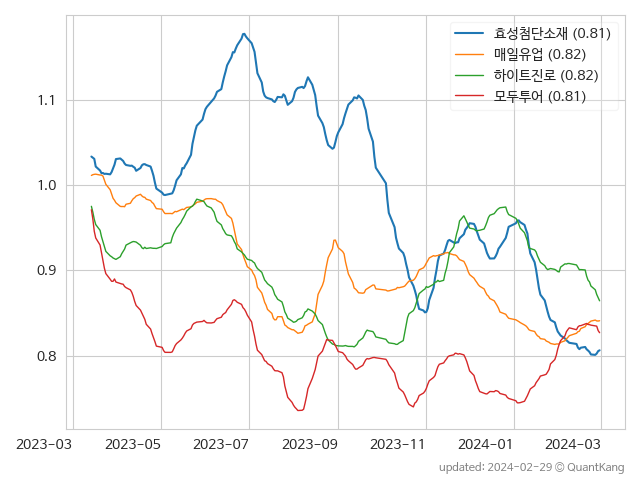 효성첨단소재 (0.81)
매일유업 (0.82)
하이트진로 (0.82)
모두투어 (0.81)
1.1
1.0
0.9
0.8
2023-03 2023-05 2023-07 2023-09 2023-11 2024-01 2024-03
updated: 2024-02-29 © QuantKang